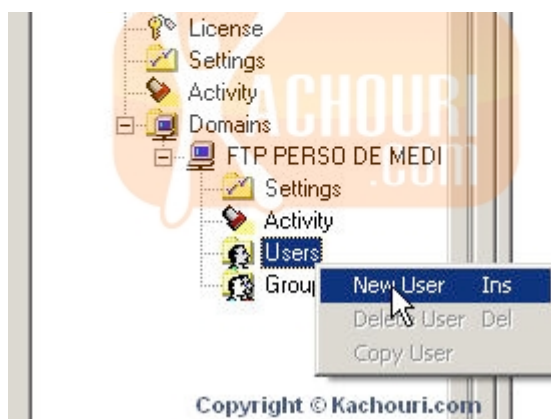 License
Settings
Activity
Domains
FTP PERSO DE MEDI
Settings
Activity
Users
Grou
New User Ins
Delete User Del
Copy User
KACHOURI
.com
Copyright © Kachouri.com